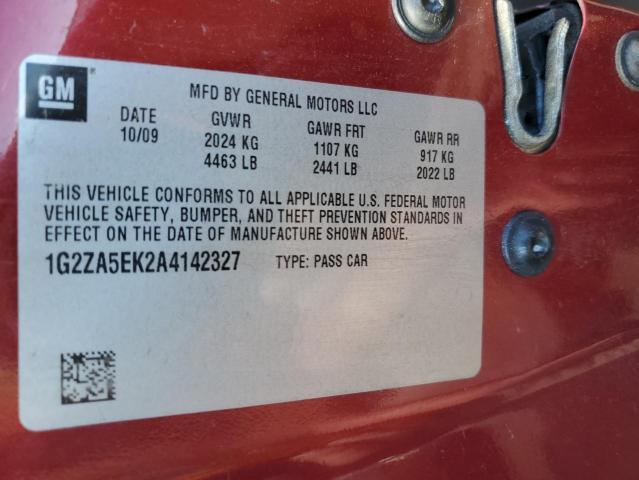 GM
MFD BY GENERAL MOTORS LLC
DATE GVWR GAWR FRT GAWR RR
10/09 2024 KG 1107 KG 917 KG
4463 LB 2441 LB 2022 LB
THIS VEHICLE CONFORMS TO ALL APPLICABLE U.S. FEDERAL MOTOR
VEHICLE SAFETY, BUMPER, AND THEFT PREVENTION STANDARDS IN
EFFECT ON THE DATE OF MANUFACTURE SHOWN ABOVE.
1G2ZA5EK2A4142327 TYPE: PASS CAR